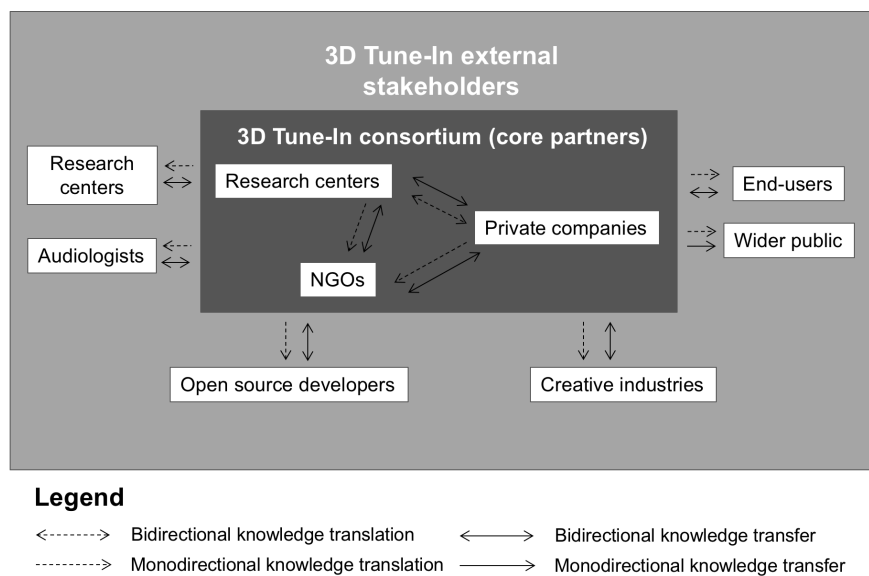 3D Tune-In external
stakeholders
3D Tune-In consortium (core partners)
Research
centers
Research centers
End-users
Private companies
Wider public
Audiologists
NGOs
Open source developers
Creative industries
Legend
Bidirectional knowledge translation
Bidirectional knowledge transfer
Monodirectional knowledge translation
Monodirectional knowledge transfer